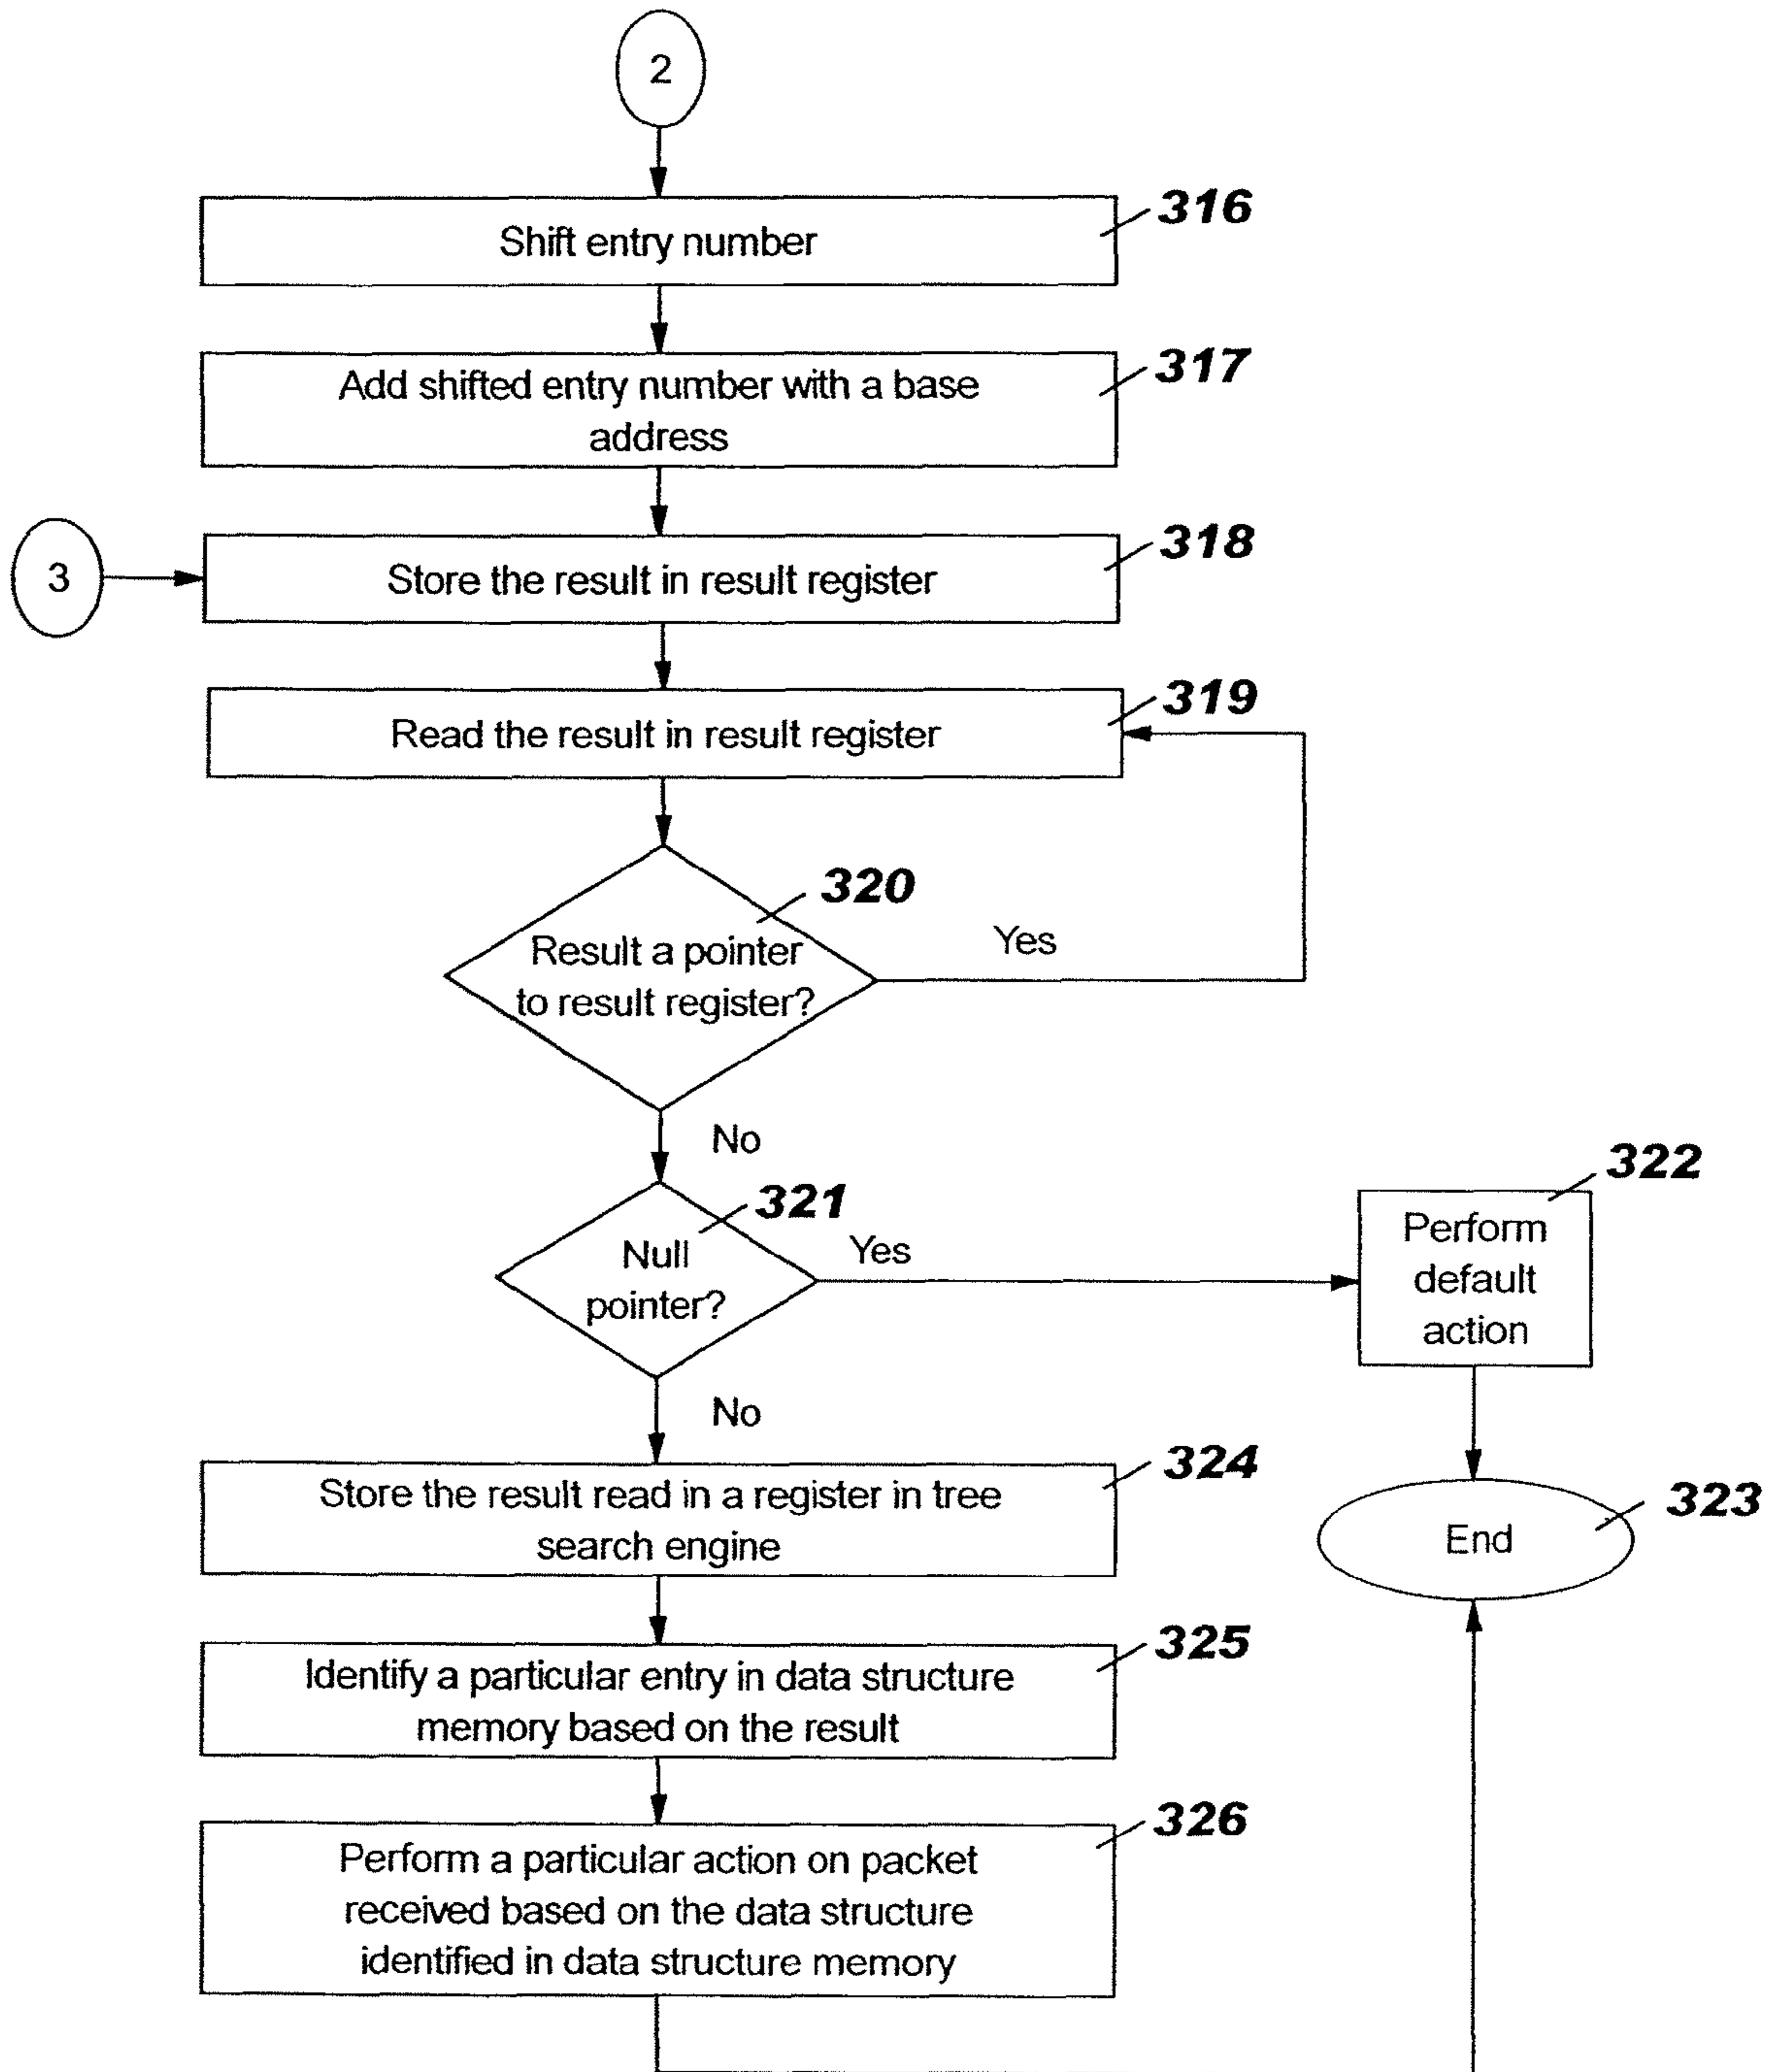 2
316
Shift entry number
317
Add shifted entry number with a base
address
318
3
Store the result in result register
319
Read the result in result register
320
Result a pointer
to result register?
Yes
No
321
Null
pointer?
Yes
322
Perform
default
action
No
324
Store the result read in a register in tree
search engine
323
End
325
Identify a particular entry in data structure
memory based on the result
326
Perform a particular action on packet
received based on the data structure
identified in data structure memory